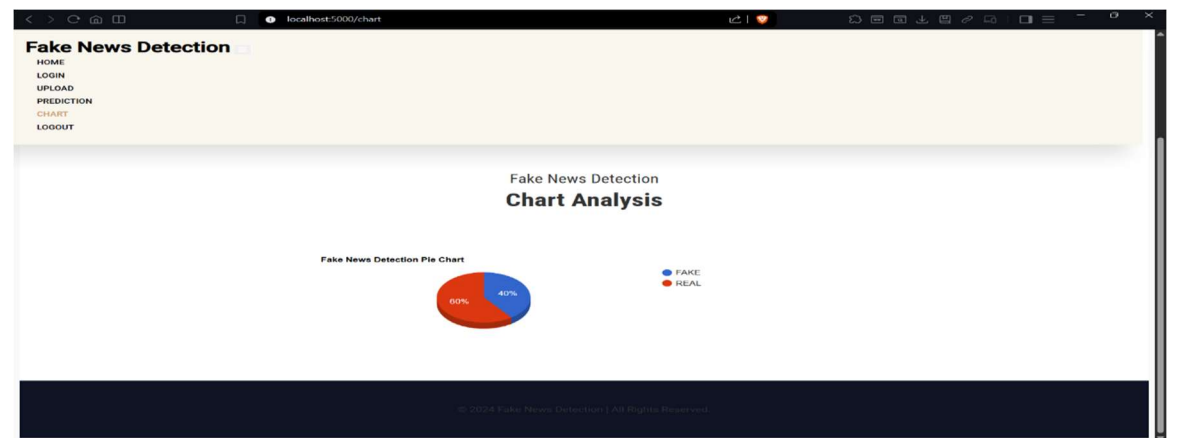 localhost:5000/chart
Fake News Detection
HOME
LOGIN
UPLOAD
PREDICTION
CHART
LOGOUT
Fake News Detection
Chart Analysis
Fake News Detection Pie Chart
40%
60%
FAKE
REAL
© 2024 Fake News Detection | All Rights Reserved.